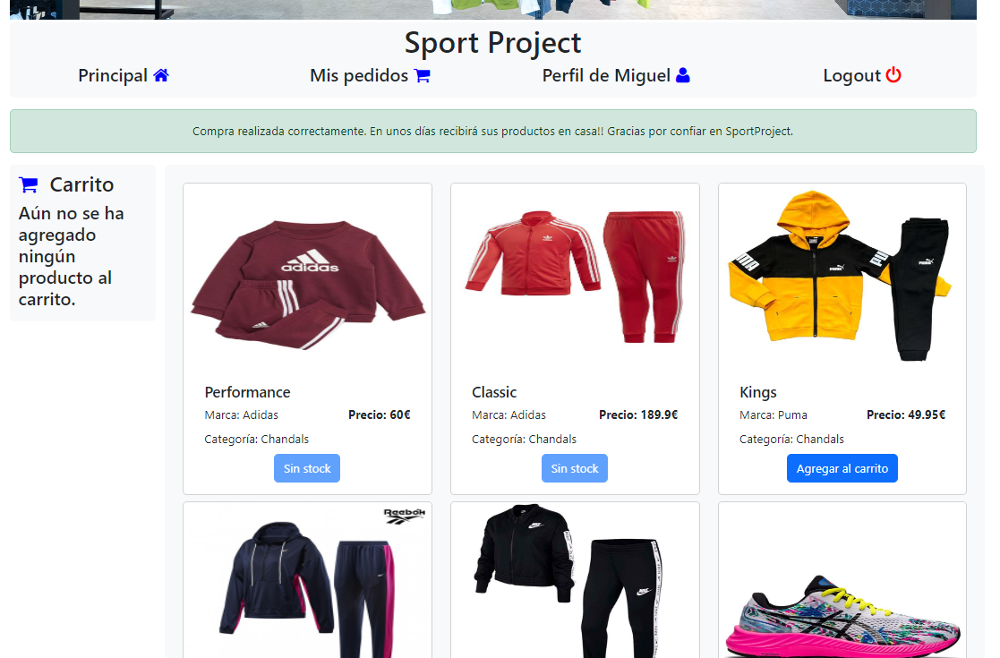 Sport Project
Principal
Mis pedidos
Perfil de Miguel
Logout
Compra realizada correctamente. En unos días recibirá sus productos en casa!! Gracias por confiar en SportProject.
Carrito
Aún no se ha
agregado
ningún
producto al
carrito.
adidas
Performance
Marca: Adidas
Precio: 60€
Categoría: Chandals
Sin stock
Classic
Marca: Adidas
Precio: 189.9€
Categoría: Chandals
Sin stock
PUMA
Kings
Marca: Puma
Precio: 49.95€
Categoría: Chandals
Agregar al carrito
Reebok